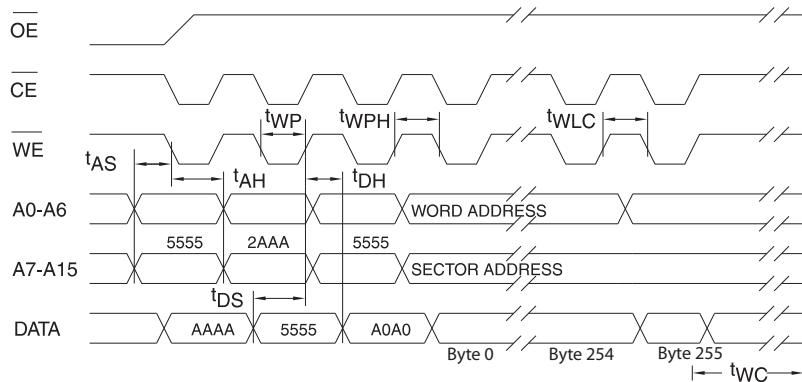 OE
CE
tWP tWPH tWLC
WE
tAS
tAH tDH
A0-A6 WORD ADDRESS
5555 2AAA 5555
A7-A15 SECTOR ADDRESS
tDS
DATA AAAA 5555 A0A0
Byte 0 Byte 254 Byte 255
tWC